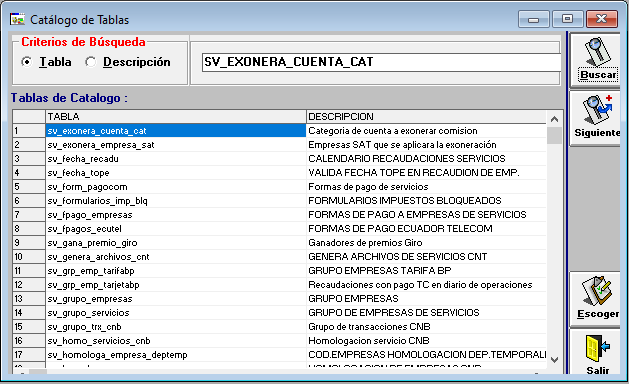 Catálogo de Tablas
Criterios de Búsqueda
Tabla Descripción
SV_EXONERA_CUENTA_CAT
Buscar
Siguiente
Tablas de Catalogo :
TABLA DESCRIPCION
1 sv_exonera_cuenta_cat Categoria de cuenta a exonerar comision
2 sv_exonera_empresa_sat Empresas SAT que se aplicara la exoneración
3 sv_fecha_recadu CALENDARIO RECAUDACIONES SERVICIOS
4 sv_fecha_tope VALIDA FECHA TOPE EN RECAUDION DE EMP.
5 sv_form_pagocom Formas de pago de servicios
6 sv_formularios_imp_blq FORMULARIOS IMPUESTOS BLOQUEADOS
7 sv_fpago_empresas FORMAS DE PAGO A EMPRESAS DE SERVICIOS
8 sv_fpagos_ecutel FORMAS DE PAGO ECUADOR TELECOM
9 sv_gana_premio_giro Ganadores de premios Giro
10 sv_genera_archivos_cnt GENERA ARCHIVOS DE SERVICIOS CNT
11 sv_grp_emp_tarifabp GRUPO EMPRESAS TARIFA BP
12 sv_grp_emp_tarjetabp Recaudaciones con pago TC en diario de operaciones
13 sv_grupo_empresas GRUPO EMPRESAS
14 sv_grupo_servicios GRUPO DE EMPRESAS DE SERVICIOS
15 sv_grupo_trx_cnb Grupo de transacciones CNB
16 sv_homo_servicios_cnb Homologacion servicio CNB
17 sv_homologa_empresa_deptemp COD.EMPRESAS HOMOLOGACION DEP.TEMPORAL
Escoger
Salir